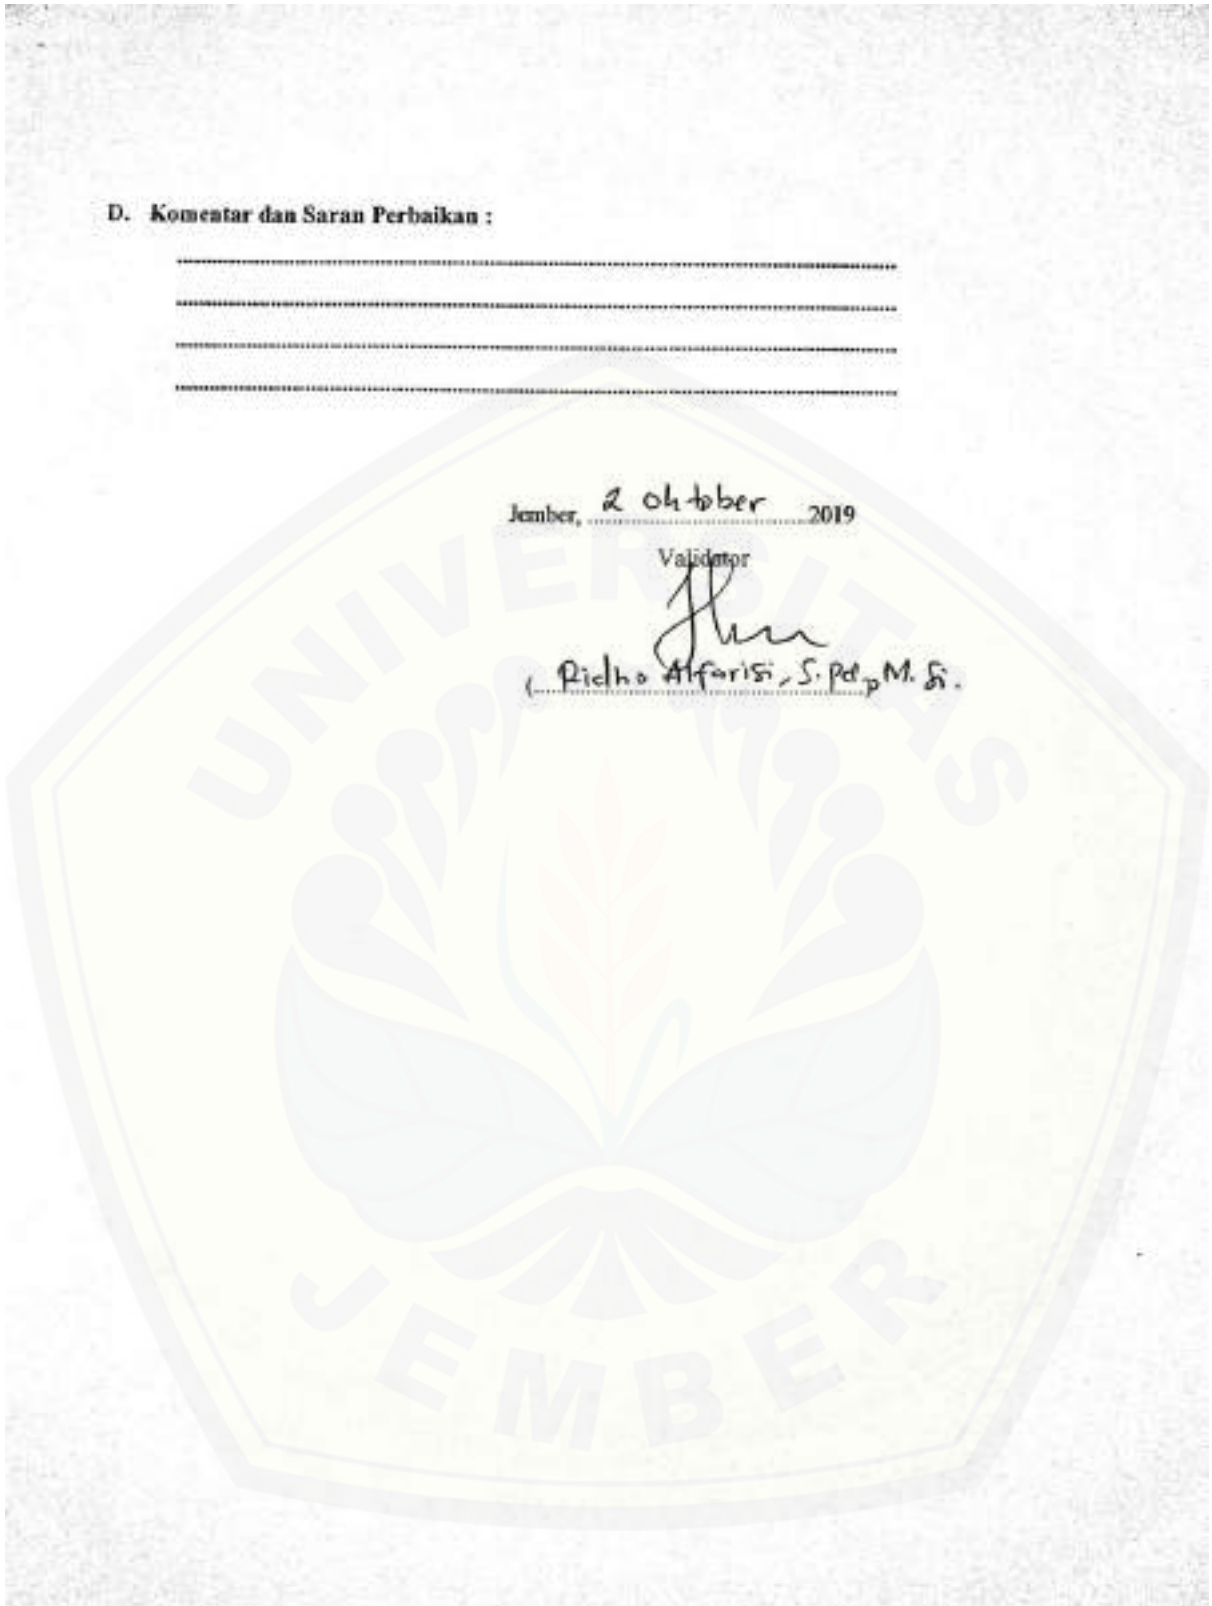 D. Komentar dan Saran Perbaikan :
Jember, 2 Oktober 2019
Validator
( Ridho Alfarisi, S.Pd., M.Si.
UNIVERSITAS
JEMBER